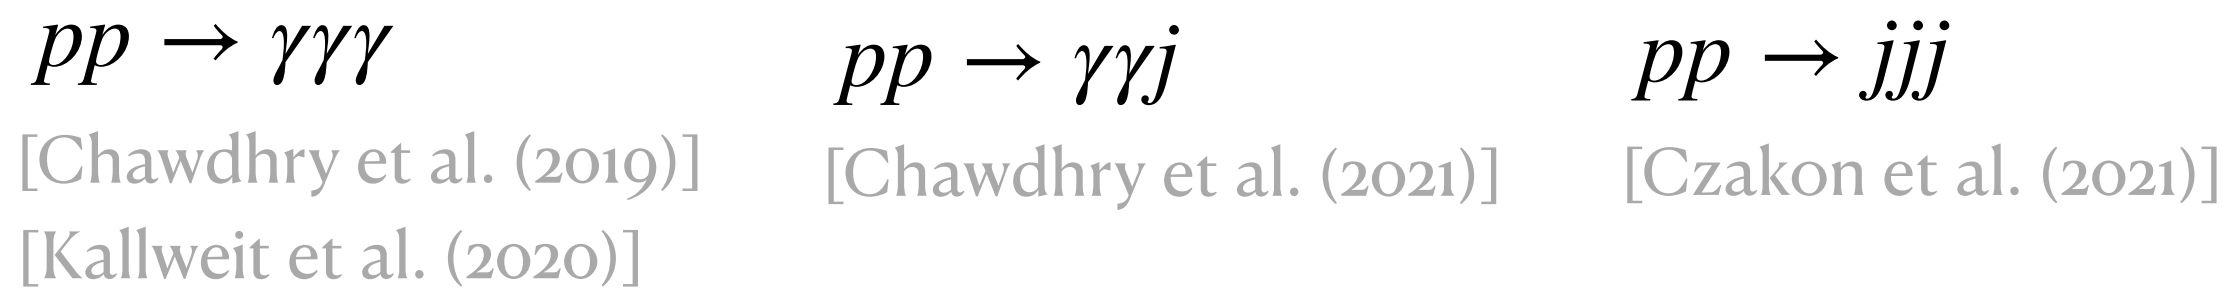 pp → γγγ
[Chawdhry et al. (2019)]
[Kallweit et al. (2020)]
pp → γγj
[Chawdhry et al. (2021)]
pp → jjj
[Czakon et al. (2021)]